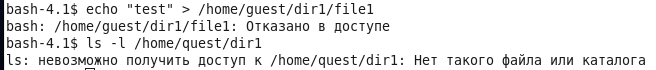 bash-4.1$ echo "test" > /home/guest/dir1/file1
bash: /home/guest/dir1/file1: Отказано в доступе
bash-4.1$ ls -l /home/quest/dir1
ls: невозможно получить доступ к /home/quest/dir1: Нет такого файла или каталога